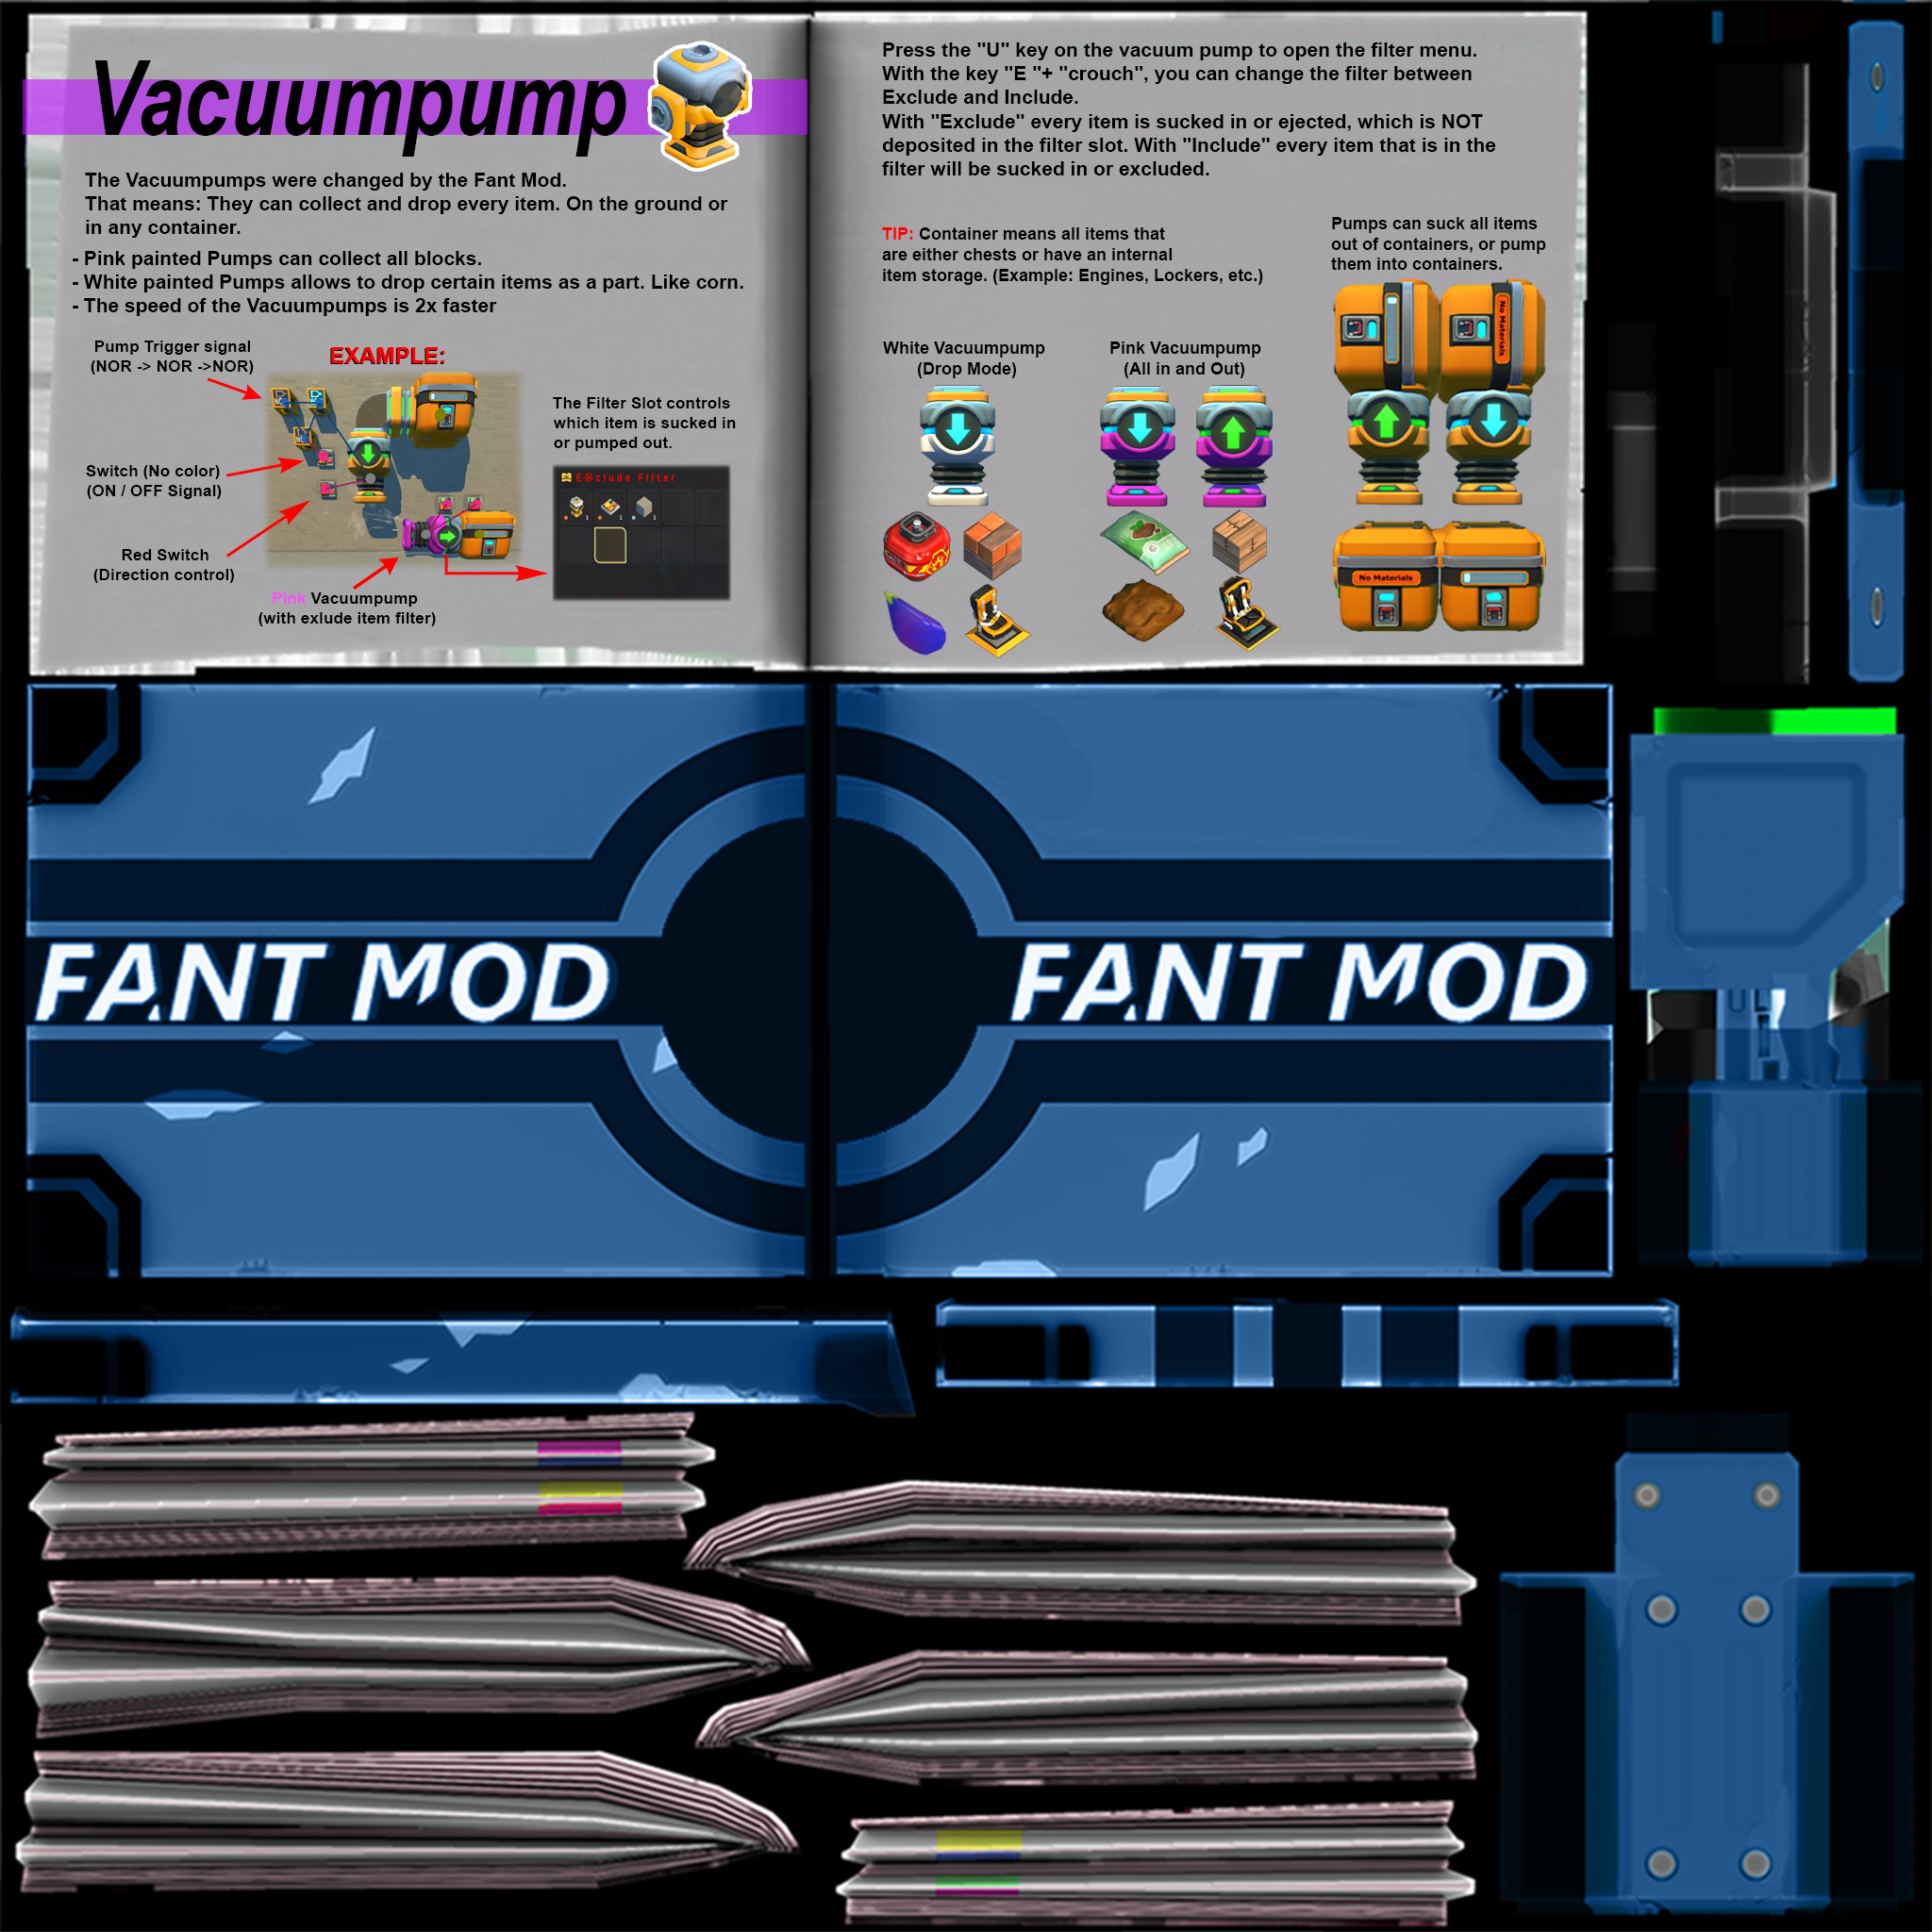 Vacuumpump
The Vacuumpumps were changed by the Fant Mod.
That means: They can collect and drop every item. On the ground or
in any container.
- Pink painted Pumps can collect all blocks.
- White painted Pumps allows to drop certain items as a part. Like corn.
- The speed of the Vacuumpumps is 2x faster
Pump Trigger signal
(NOR -> NOR ->NOR)
EXAMPLE:
Switch (No color)
(ON / OFF Signal)
Red Switch
(Direction control)
Pink Vacuumpump
(with exlude item filter)
The Filter Slot controls
which item is sucked in
or pumped out.
Exclude Filter
1 1 1
Press the "U" key on the vacuum pump to open the filter menu.
With the key "E "+ "crouch", you can change the filter between
Exclude and Include.
With "Exclude" every item is sucked in or ejected, which is NOT
deposited in the filter slot. With "Include" every item that is in the
filter will be sucked in or excluded.
TIP: Container means all items that
are either chests or have an internal
item storage. (Example: Engines, Lockers, etc.)
Pumps can suck all items
out of containers, or pump
them into containers.
White Vacuumpump
(Drop Mode)
Pink Vacuumpump
(All in and Out)
No Materials
No Materials
FANT MOD
FANT MOD